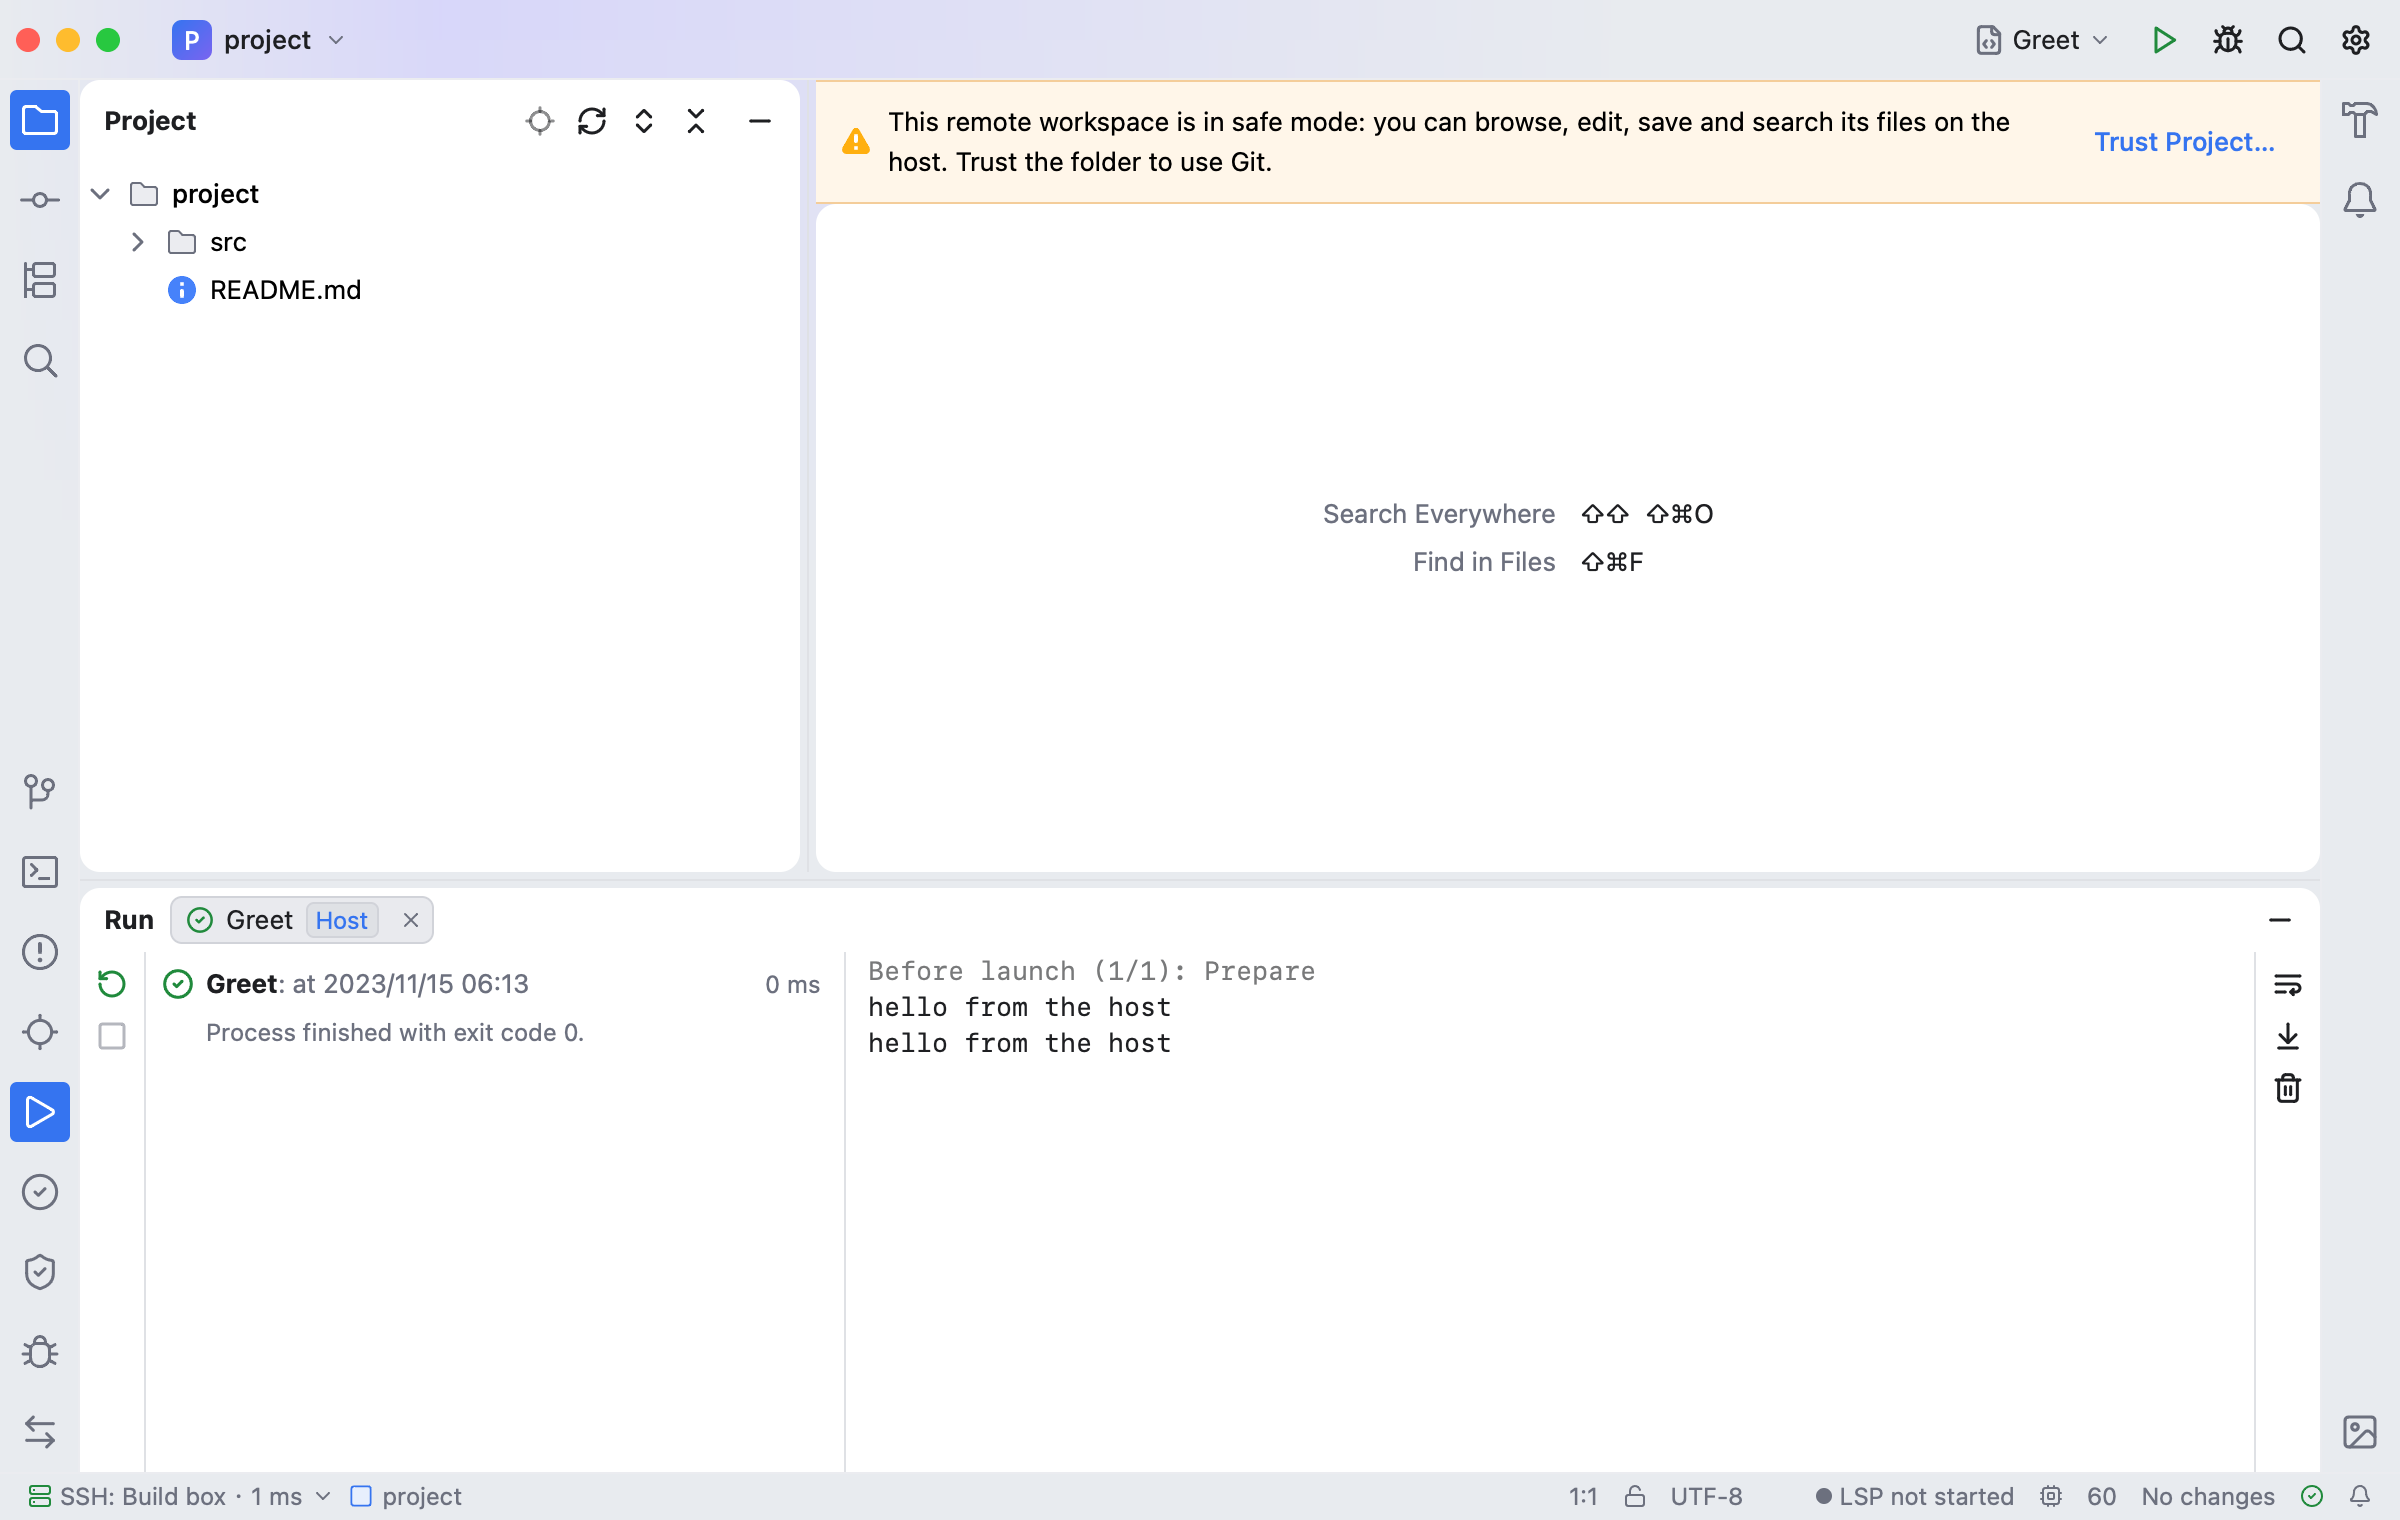 P project
Greet
Project
project
src
README.md
This remote workspace is in safe mode: you can browse, edit, save and search its files on the
host. Trust the folder to use Git.
Trust Project...
Search Everywhere ⇧⇧ ⇧⌘O
Find in Files ⇧⌘F
Run Greet Host
Greet: at 2023/11/15 06:13 0 ms
Process finished with exit code 0.
Before launch (1/1): Prepare
hello from the host
hello from the host
SSH: Build box · 1 ms project
1:1 UTF-8 LSP not started 60 No changes